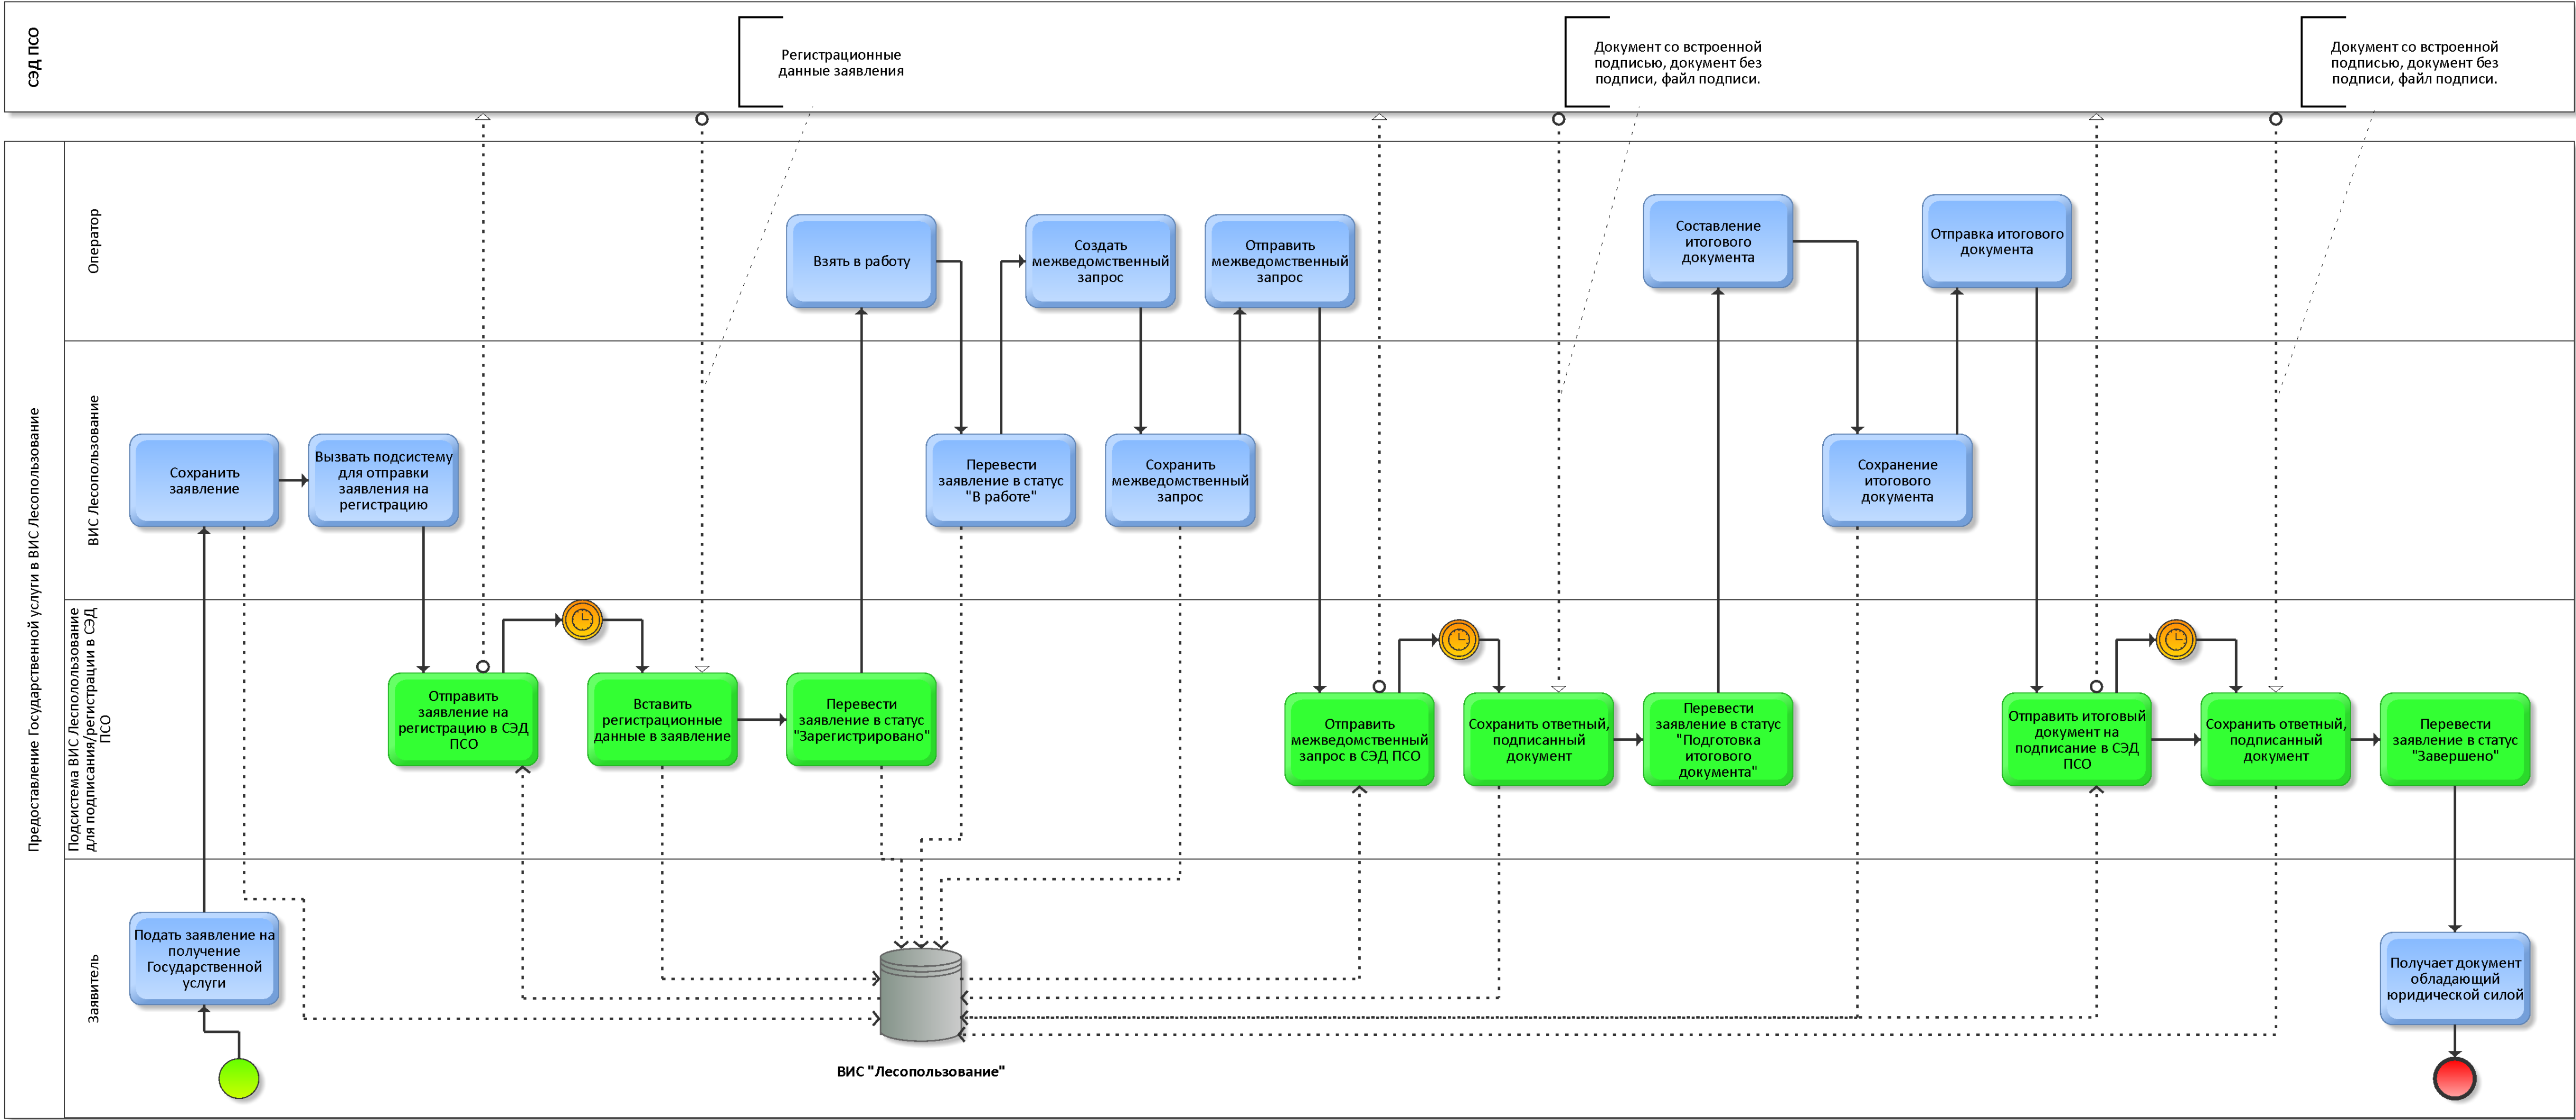 СЭД ПСО
Регистрационные
данные заявления
Документ со встроенной
подписью, документ без
подписи, файл подписи.
Документ со встроенной
подписью, документ без
подписи, файл подписи.
Предоставление Государственной услуги в ВИС Лесопользование
Оператор
Взять в работу
Создать
межведомственный
запрос
Отправить
межведомственный
запрос
Составление
итогового
документа
Отправка итогового
документа
ВИС Лесопользование
Сохранить
заявление
Вызвать подсистему
для отправки
заявления на
регистрацию
Перевести
заявление в статус
"В работе"
Сохранить
межведомственный
запрос
Сохранение
итогового
документа
Подсистема ВИС Леспользование
для подписания/регистрации в СЭД
ПСО
Отправить
заявление на
регистрацию в СЭД
ПСО
Вставить
регистрационные
данные в заявление
Перевести
заявление в статус
"Зарегистрировано"
Отправить
межведомственный
запрос в СЭД ПСО
Сохранить ответный,
подписанный
документ
Перевести
заявление в статус
"Подготовка
итогового
документа"
Отправить итоговый
документ на
подписание в СЭД
ПСО
Сохранить ответный,
подписанный
документ
Перевести
заявление в статус
"Завершено"
Заявитель
Подать заявление на
получение
Государственной
услуги
ВИС "Лесопользование"
Получает документ
обладающий
юридической силой